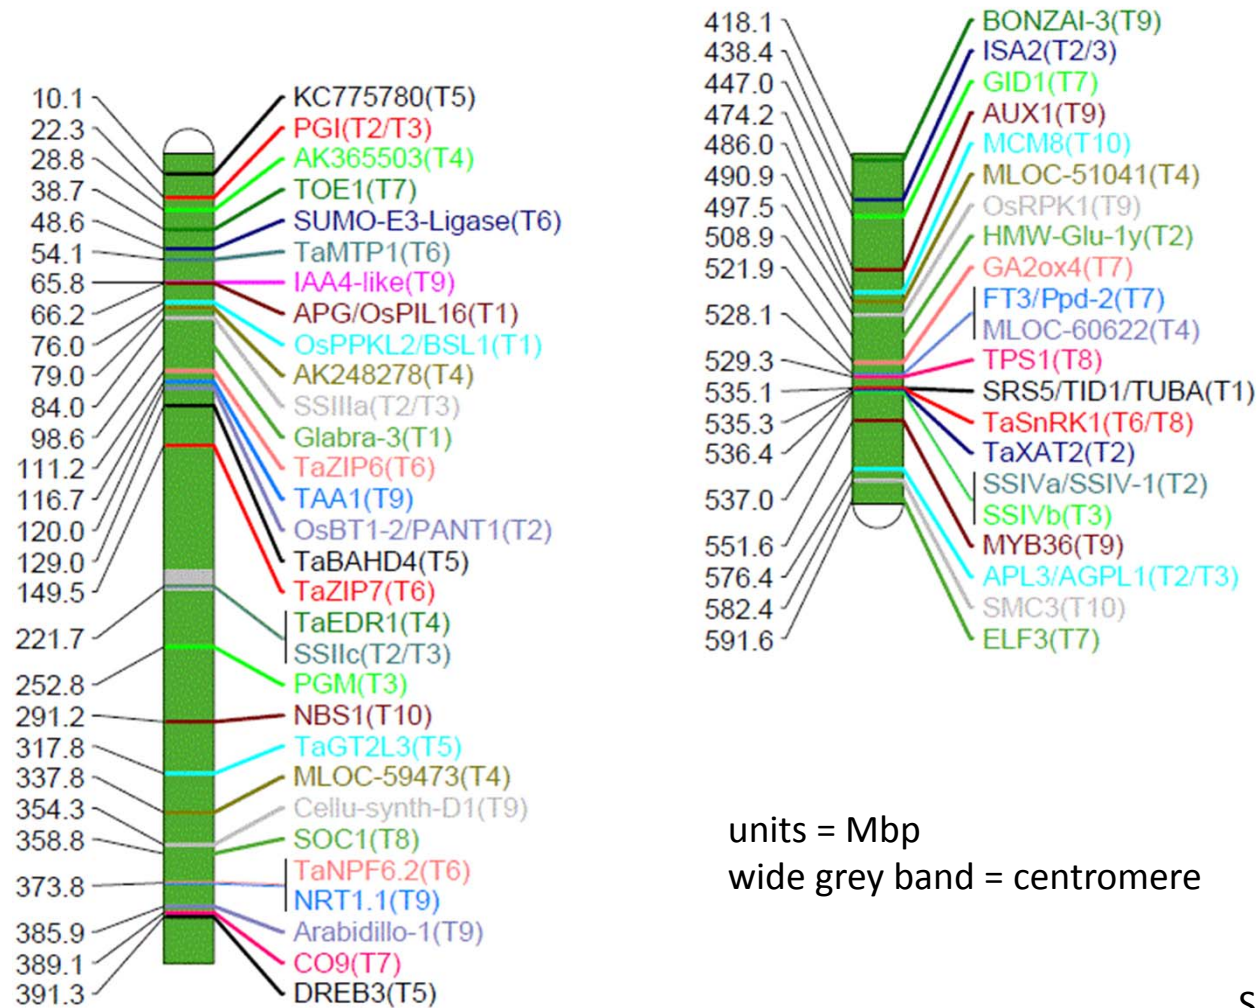 10.1 KC775780(T5)
22.3 PGI(T2/T3)
28.8 AK365503(T4)
38.7 TOE1(T7)
48.6 SUMO-E3-Ligase(T6)
54.1 TaMTP1(T6)
65.8 IAA4-like(T9)
66.2 APG/OsPIL16(T1)
76.0 OsPPKL2/BSL1(T1)
79.0 AK248278(T4)
84.0 SSIIIa(T2/T3)
98.6 Glabra-3(T1)
111.2 TaZIP6(T6)
116.7 TAA1(T9)
120.0 OsBT1-2/PANT1(T2)
129.0 TaBAHD4(T5)
149.5 TaZIP7(T6)
221.7 TaEDR1(T4)
SSIIc(T2/T3)
252.8 PGM(T3)
291.2 NBS1(T10)
317.8 TaGT2L3(T5)
337.8 MLOC-59473(T4)
354.3 Cellu-synth-D1(T9)
358.8 SOC1(T8)
373.8 TaNPF6.2(T6)
NRT1.1(T9)
385.9 Arabidillo-1(T9)
389.1 CO9(T7)
391.3 DREB3(T5)
418.1 BONZAI-3(T9)
438.4 ISA2(T2/3)
447.0 GID1(T7)
474.2 AUX1(T9)
486.0 MCM8(T10)
490.9 MLOC-51041(T4)
497.5 OsRPK1(T9)
508.9 HMW-Glu-1y(T2)
521.9 GA2ox4(T7)
528.1 FT3/Ppd-2(T7)
MLOC-60622(T4)
529.3 TPS1(T8)
535.1 SRS5/TID1/TUBA(T1)
535.3 TaSnRK1(T6/T8)
536.4 TaXAT2(T2)
537.0 SSIVa/SSIV-1(T2)
SSIVb(T3)
551.6 MYB36(T9)
576.4 APL3/AGPL1(T2/T3)
582.4 SMC3(T10)
591.6 ELF3(T7)
units = Mbp
wide grey band = centromere
S